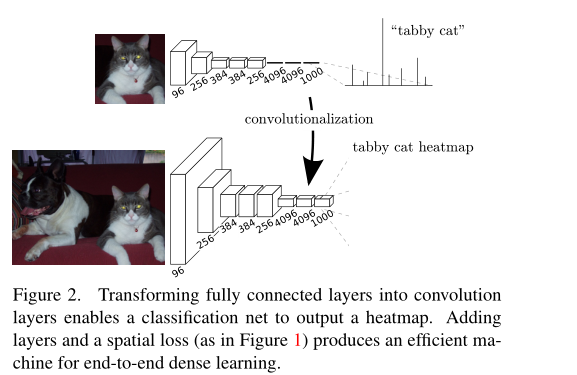 "tabby cat"
96 256 384 384 256 4096 4096 1000
convolutionalization
tabby cat heatmap
96 256 384 384 256 4096 4096 1000
Figure 2. Transforming fully connected layers into convolution
layers enables a classification net to output a heatmap. Adding
layers and a spatial loss (as in Figure 1) produces an efficient ma-
chine for end-to-end dense learning.